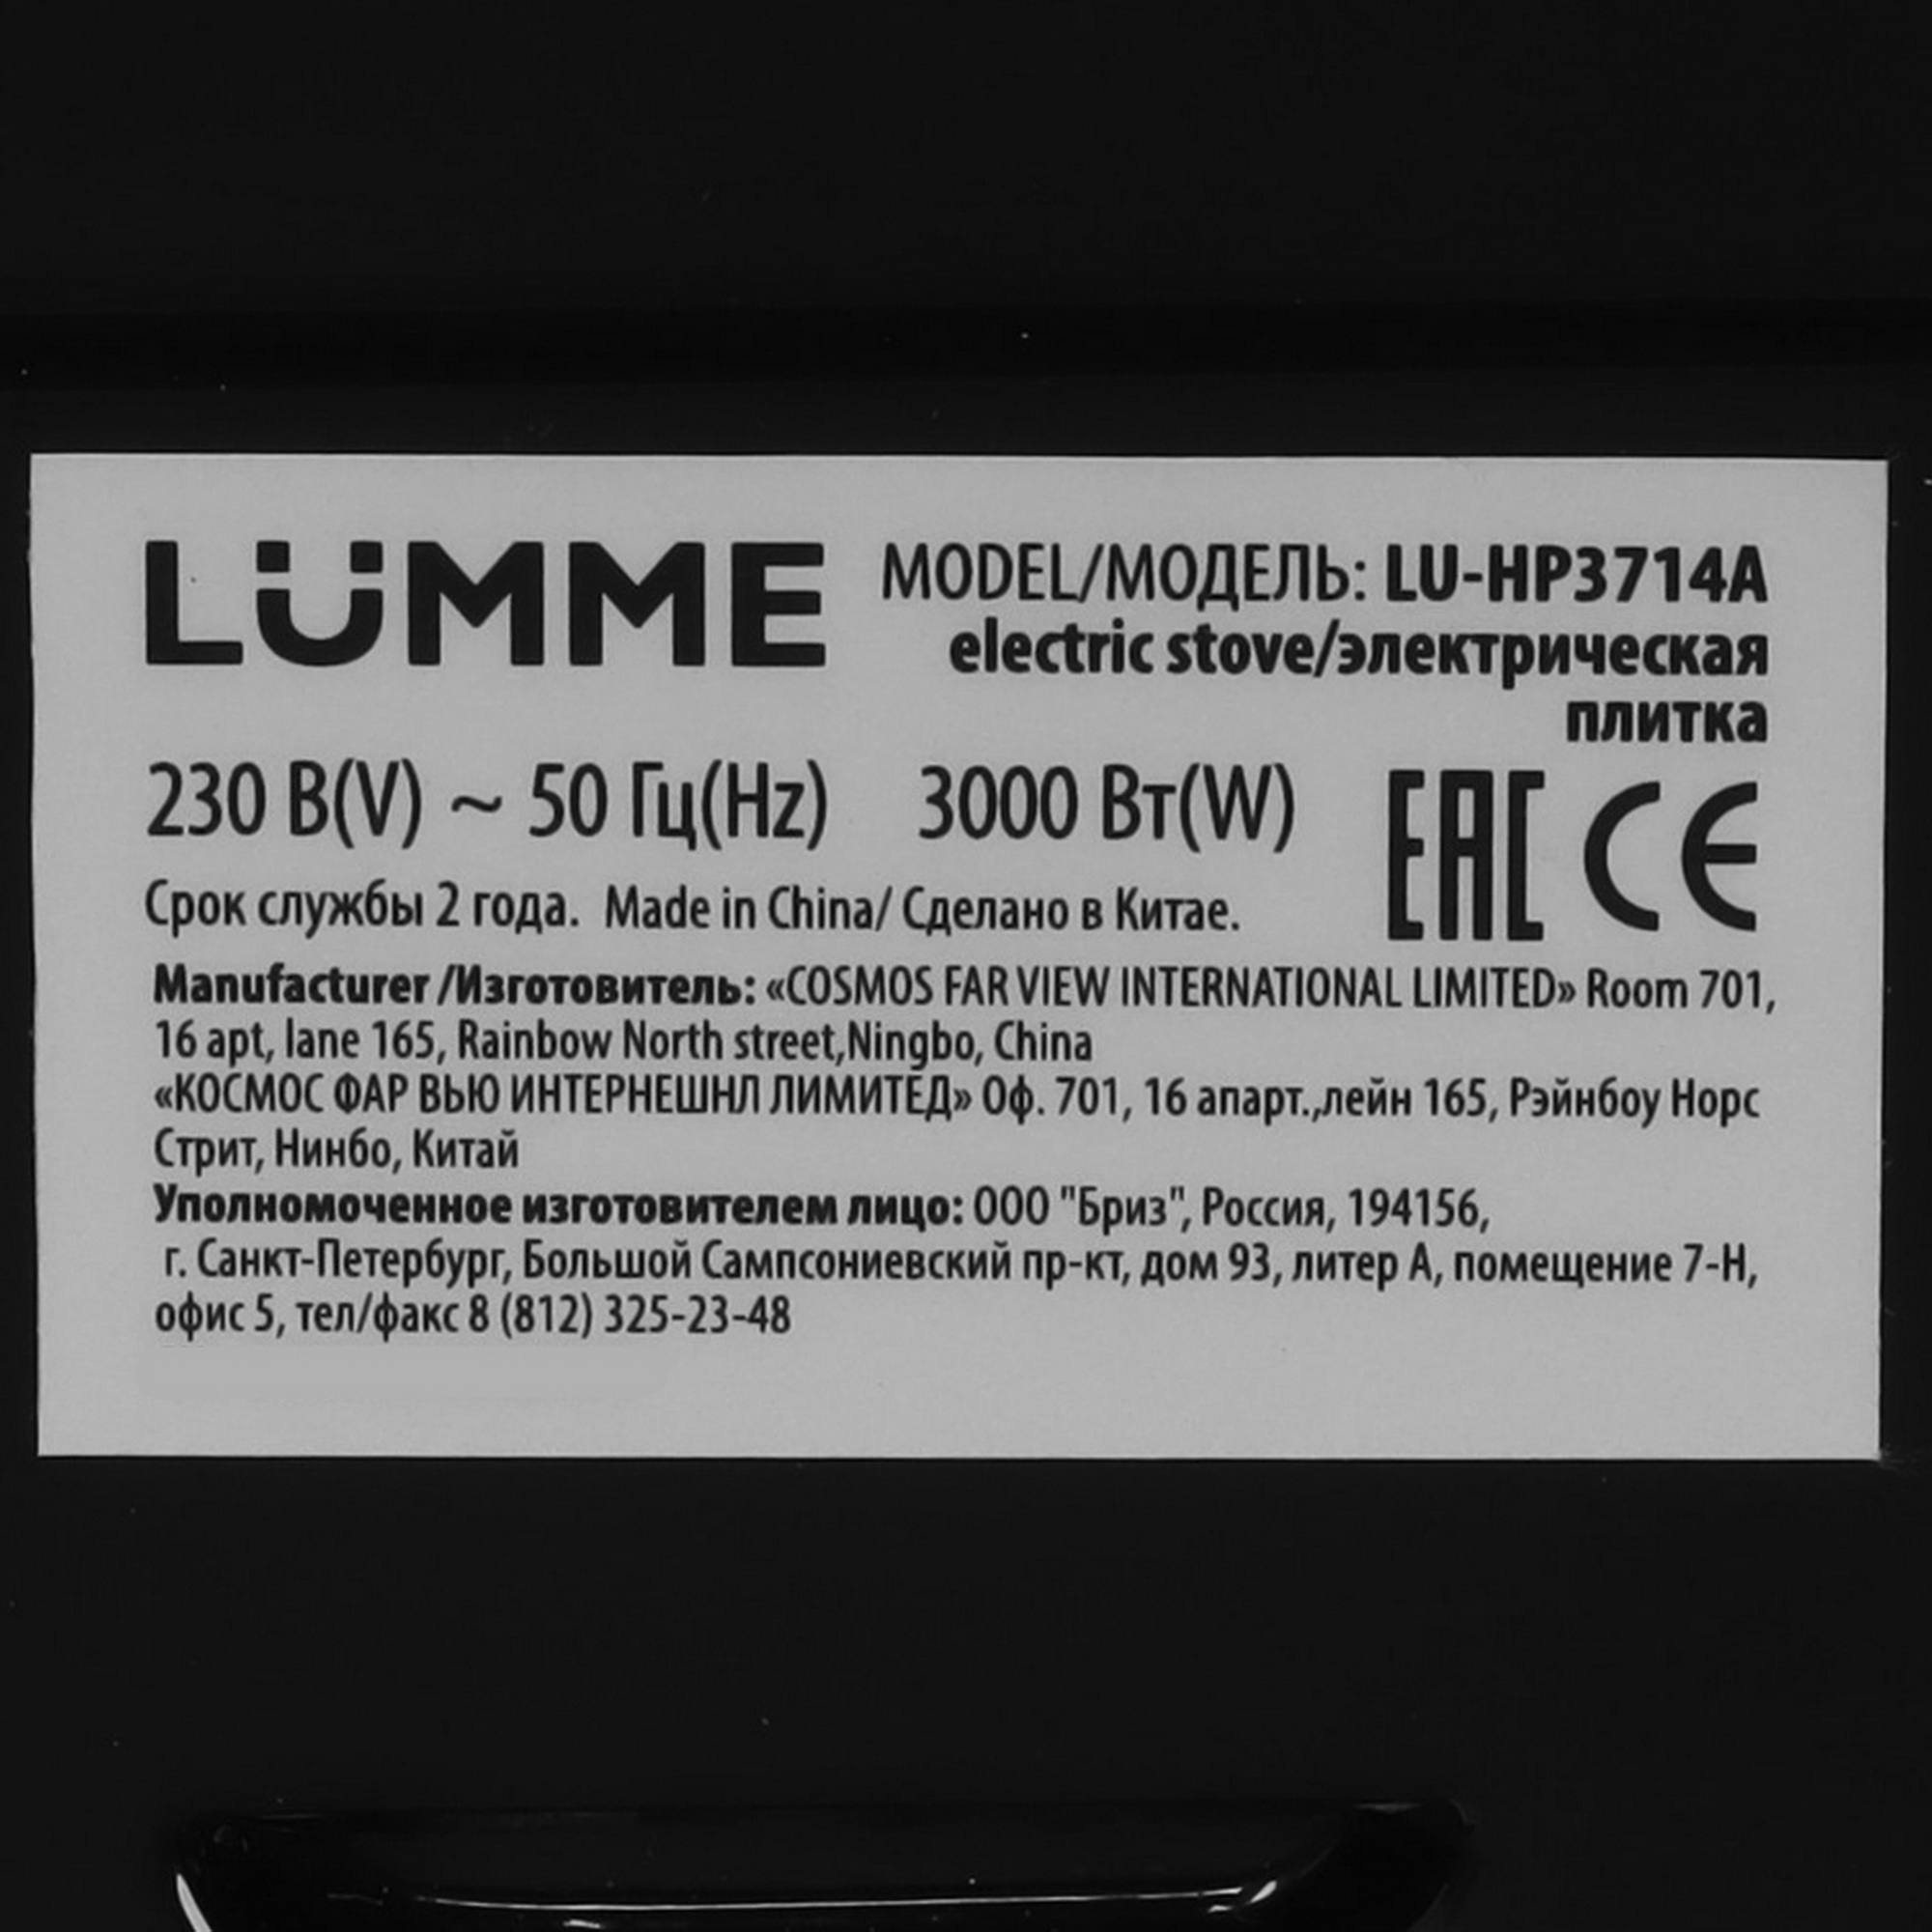 LUMME
MODEL/МОДЕЛЬ: LU-HP3714A
electric stove/электрическая
плитка
230 В(V) ~ 50 Гц(Hz) 3000 Вт(W)
EAC CE
Срок службы 2 года. Made in China/ Сделано в Китае.
Manufacturer /Изготовитель: «COSMOS FAR VIEW INTERNATIONAL LIMITED» Room 701,
16 apt, lane 165, Rainbow North street,Ningbo, China
«КОСМОС ФАР ВЬЮ ИНТЕРНЕШНЛ ЛИМИТЕД» Оф. 701, 16 апарт.,лейн 165, Рэйнбоу Норс
Стрит, Нинбо, Китай
Уполномоченное изготовителем лицо: ООО "Бриз", Россия, 194156,
г. Санкт-Петербург, Большой Сампсониевский пр-кт, дом 93, литер А, помещение 7-Н,
офис 5, тел/факс 8 (812) 325-23-48